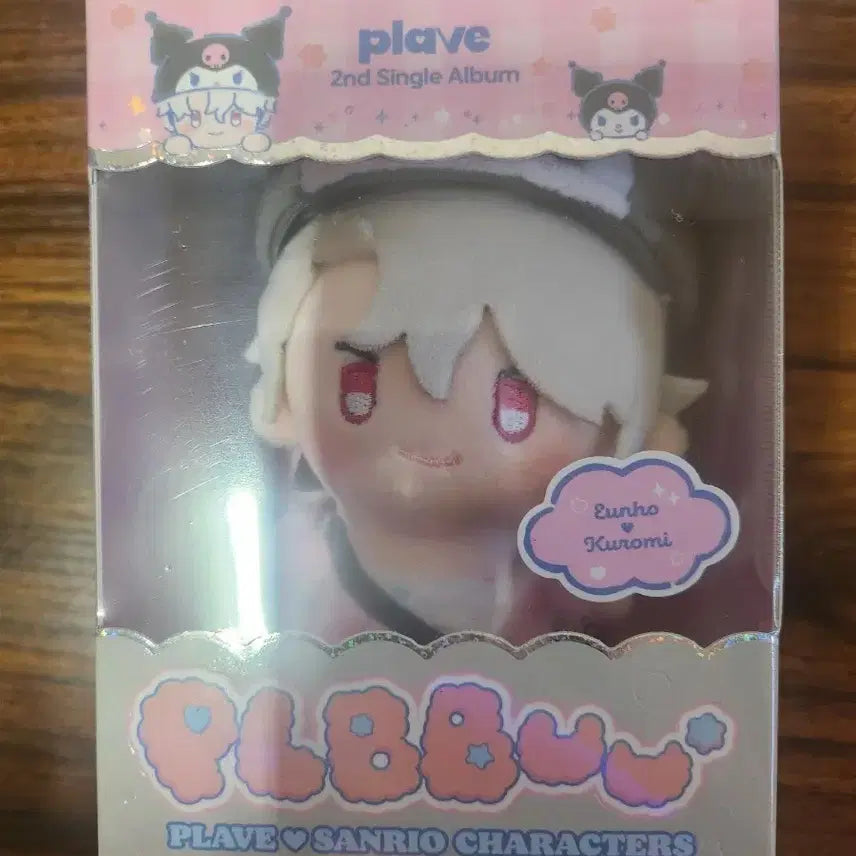 plave
2nd Single Album
Eunho
Kuromi
PLBBUU
PLAVE SANRIO CHARACTERS